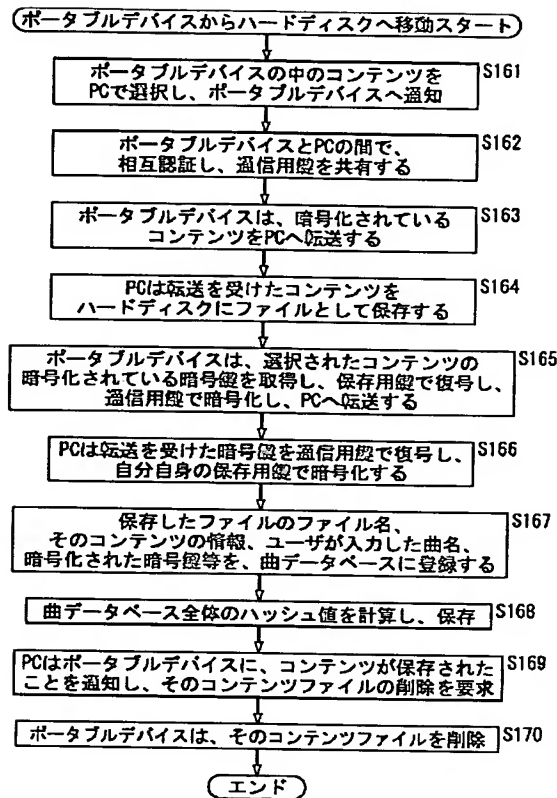 ポータブルデバイスからハードディスクへ移動スタート
ポータブルデバイスの中のコンテンツを
PCで選択し、ポータブルデバイスへ通知
S161
ポータブルデバイスとPCの間で、
相互認証し、通信用鍵を共有する
S162
ポータブルデバイスは、暗号化されている
コンテンツをPCへ転送する
S163
PCは転送を受けたコンテンツを
ハードディスクにファイルとして保存する
S164
ポータブルデバイスは、選択されたコンテンツの
暗号化されている暗号鍵を取得し、保存用鍵で復号し、
通信用鍵で暗号化し、PCへ転送する
S165
PCは転送を受けた暗号鍵を通信用鍵で復号し、
自分自身の保存用鍵で暗号化する
S166
保存したファイルのファイル名、
そのコンテンツの情報、ユーザが入力した曲名、
暗号化された暗号鍵等を、曲データベースに登録する
S167
曲データベース全体のハッシュ値を計算し、保存
S168
PCはポータブルデバイスに、コンテンツが保存された
ことを通知し、そのコンテンツファイルの削除を要求
S169
ポータブルデバイスは、そのコンテンツファイルを削除
S170
エンド